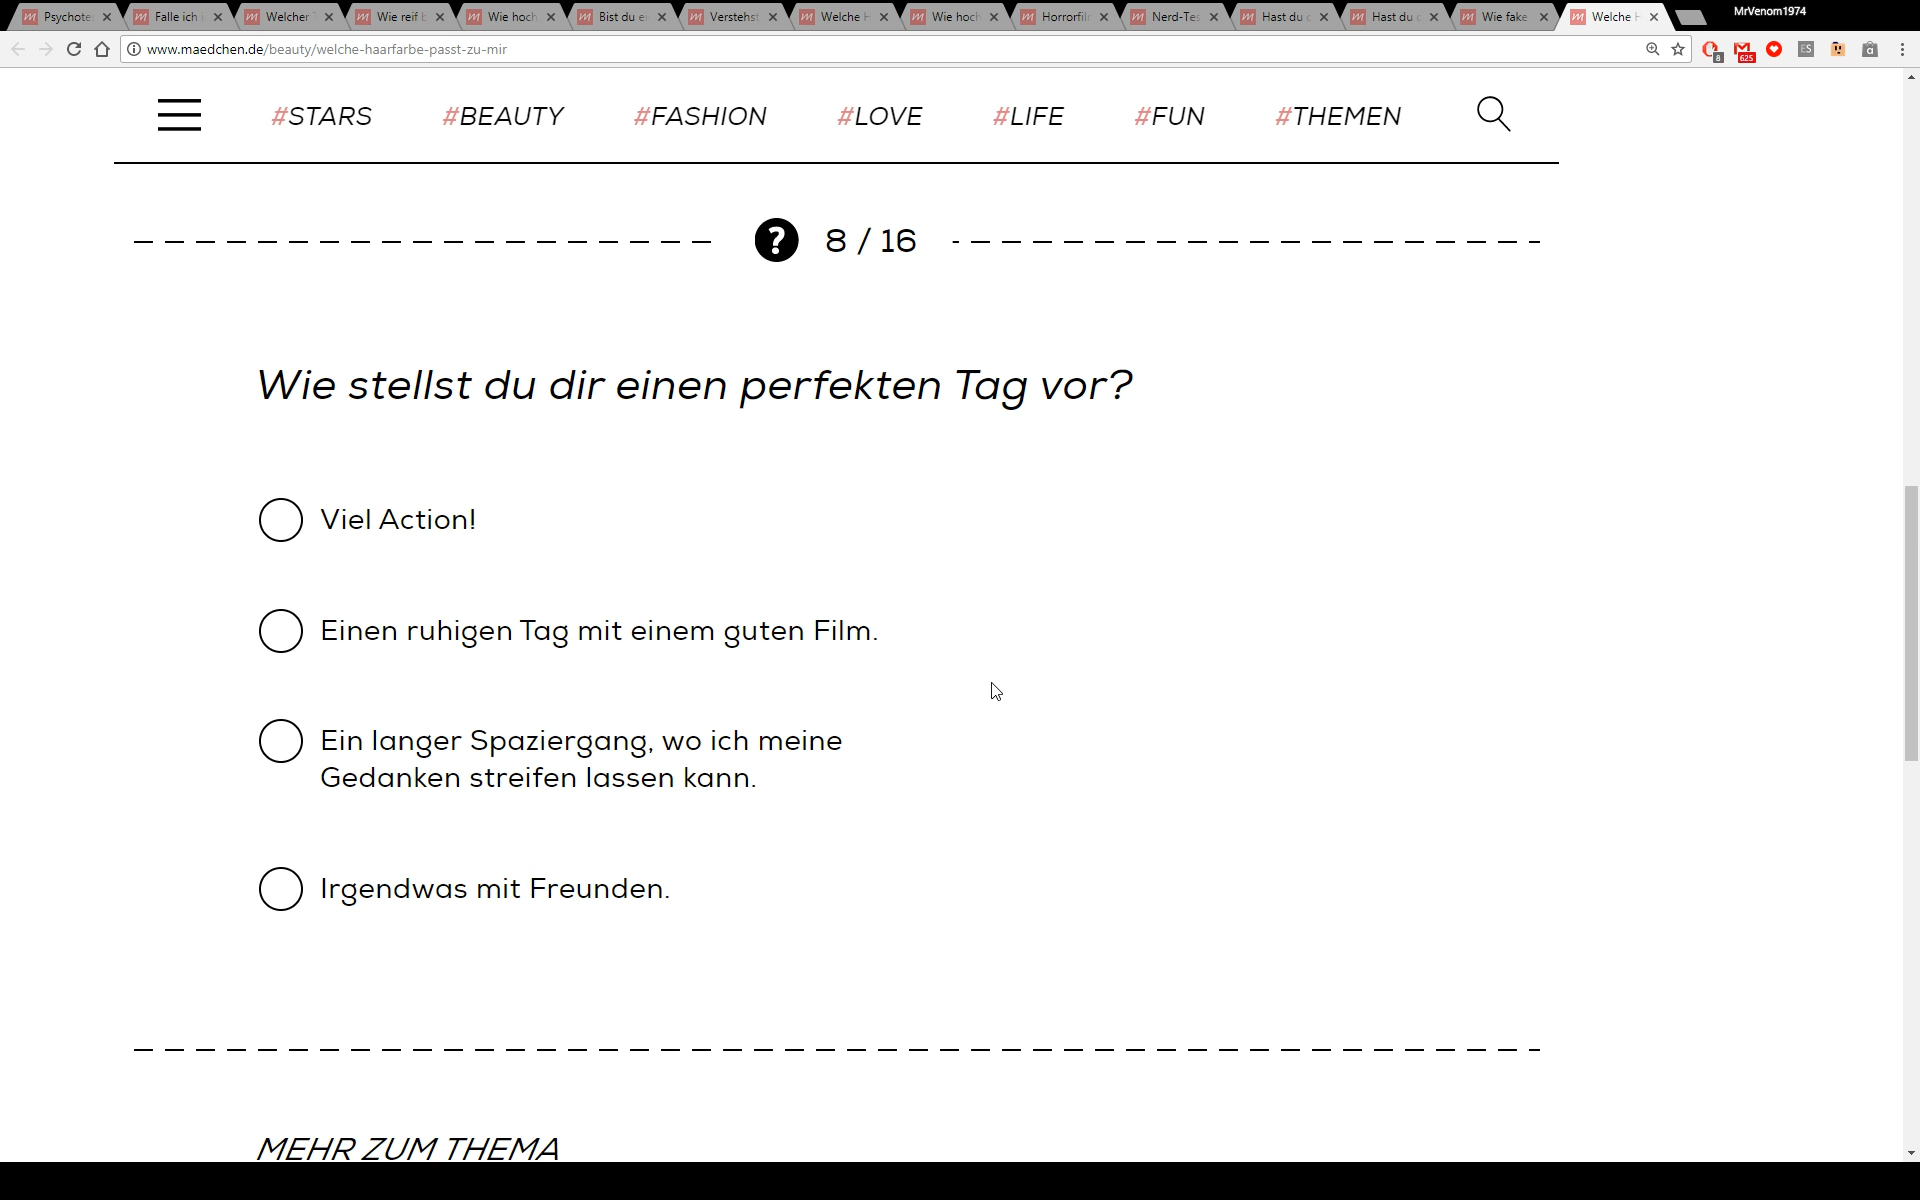 Psychote
Falle ich
Welcher
Wie reif
Wie hoch
Bist du
Verstehst
Welche
Wie hoch
Horrorfil
Nerd-Tes
Hast du
Hast du
Wie fake
Welche
MrVenom1974
www.maedchen.de/beauty/welche-haarfarbe-passt-zu-mir
8
625
ES
#STARS
#BEAUTY
#FASHION
#LOVE
#LIFE
#FUN
#THEMEN
? 8 / 16
Wie stellst du dir einen perfekten Tag vor?
Viel Action!
Einen ruhigen Tag mit einem guten Film.
Ein langer Spaziergang, wo ich meine
Gedanken streifen lassen kann.
Irgendwas mit Freunden.
MEHR ZUM THEMA